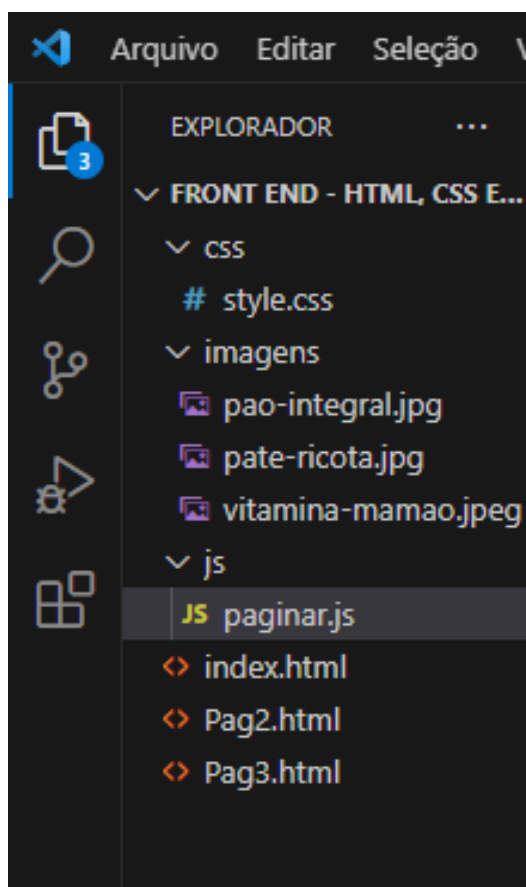 Arquivo Editar Seleção V
EXPLORADOR ...
3
FRONT END - HTML, CSS E...
css
# style.css
imagens
pao-integral.jpg
pate-ricota.jpg
vitamina-mamao.jpeg
js
JS paginar.js
<> index.html
<> Pag2.html
<> Pag3.html